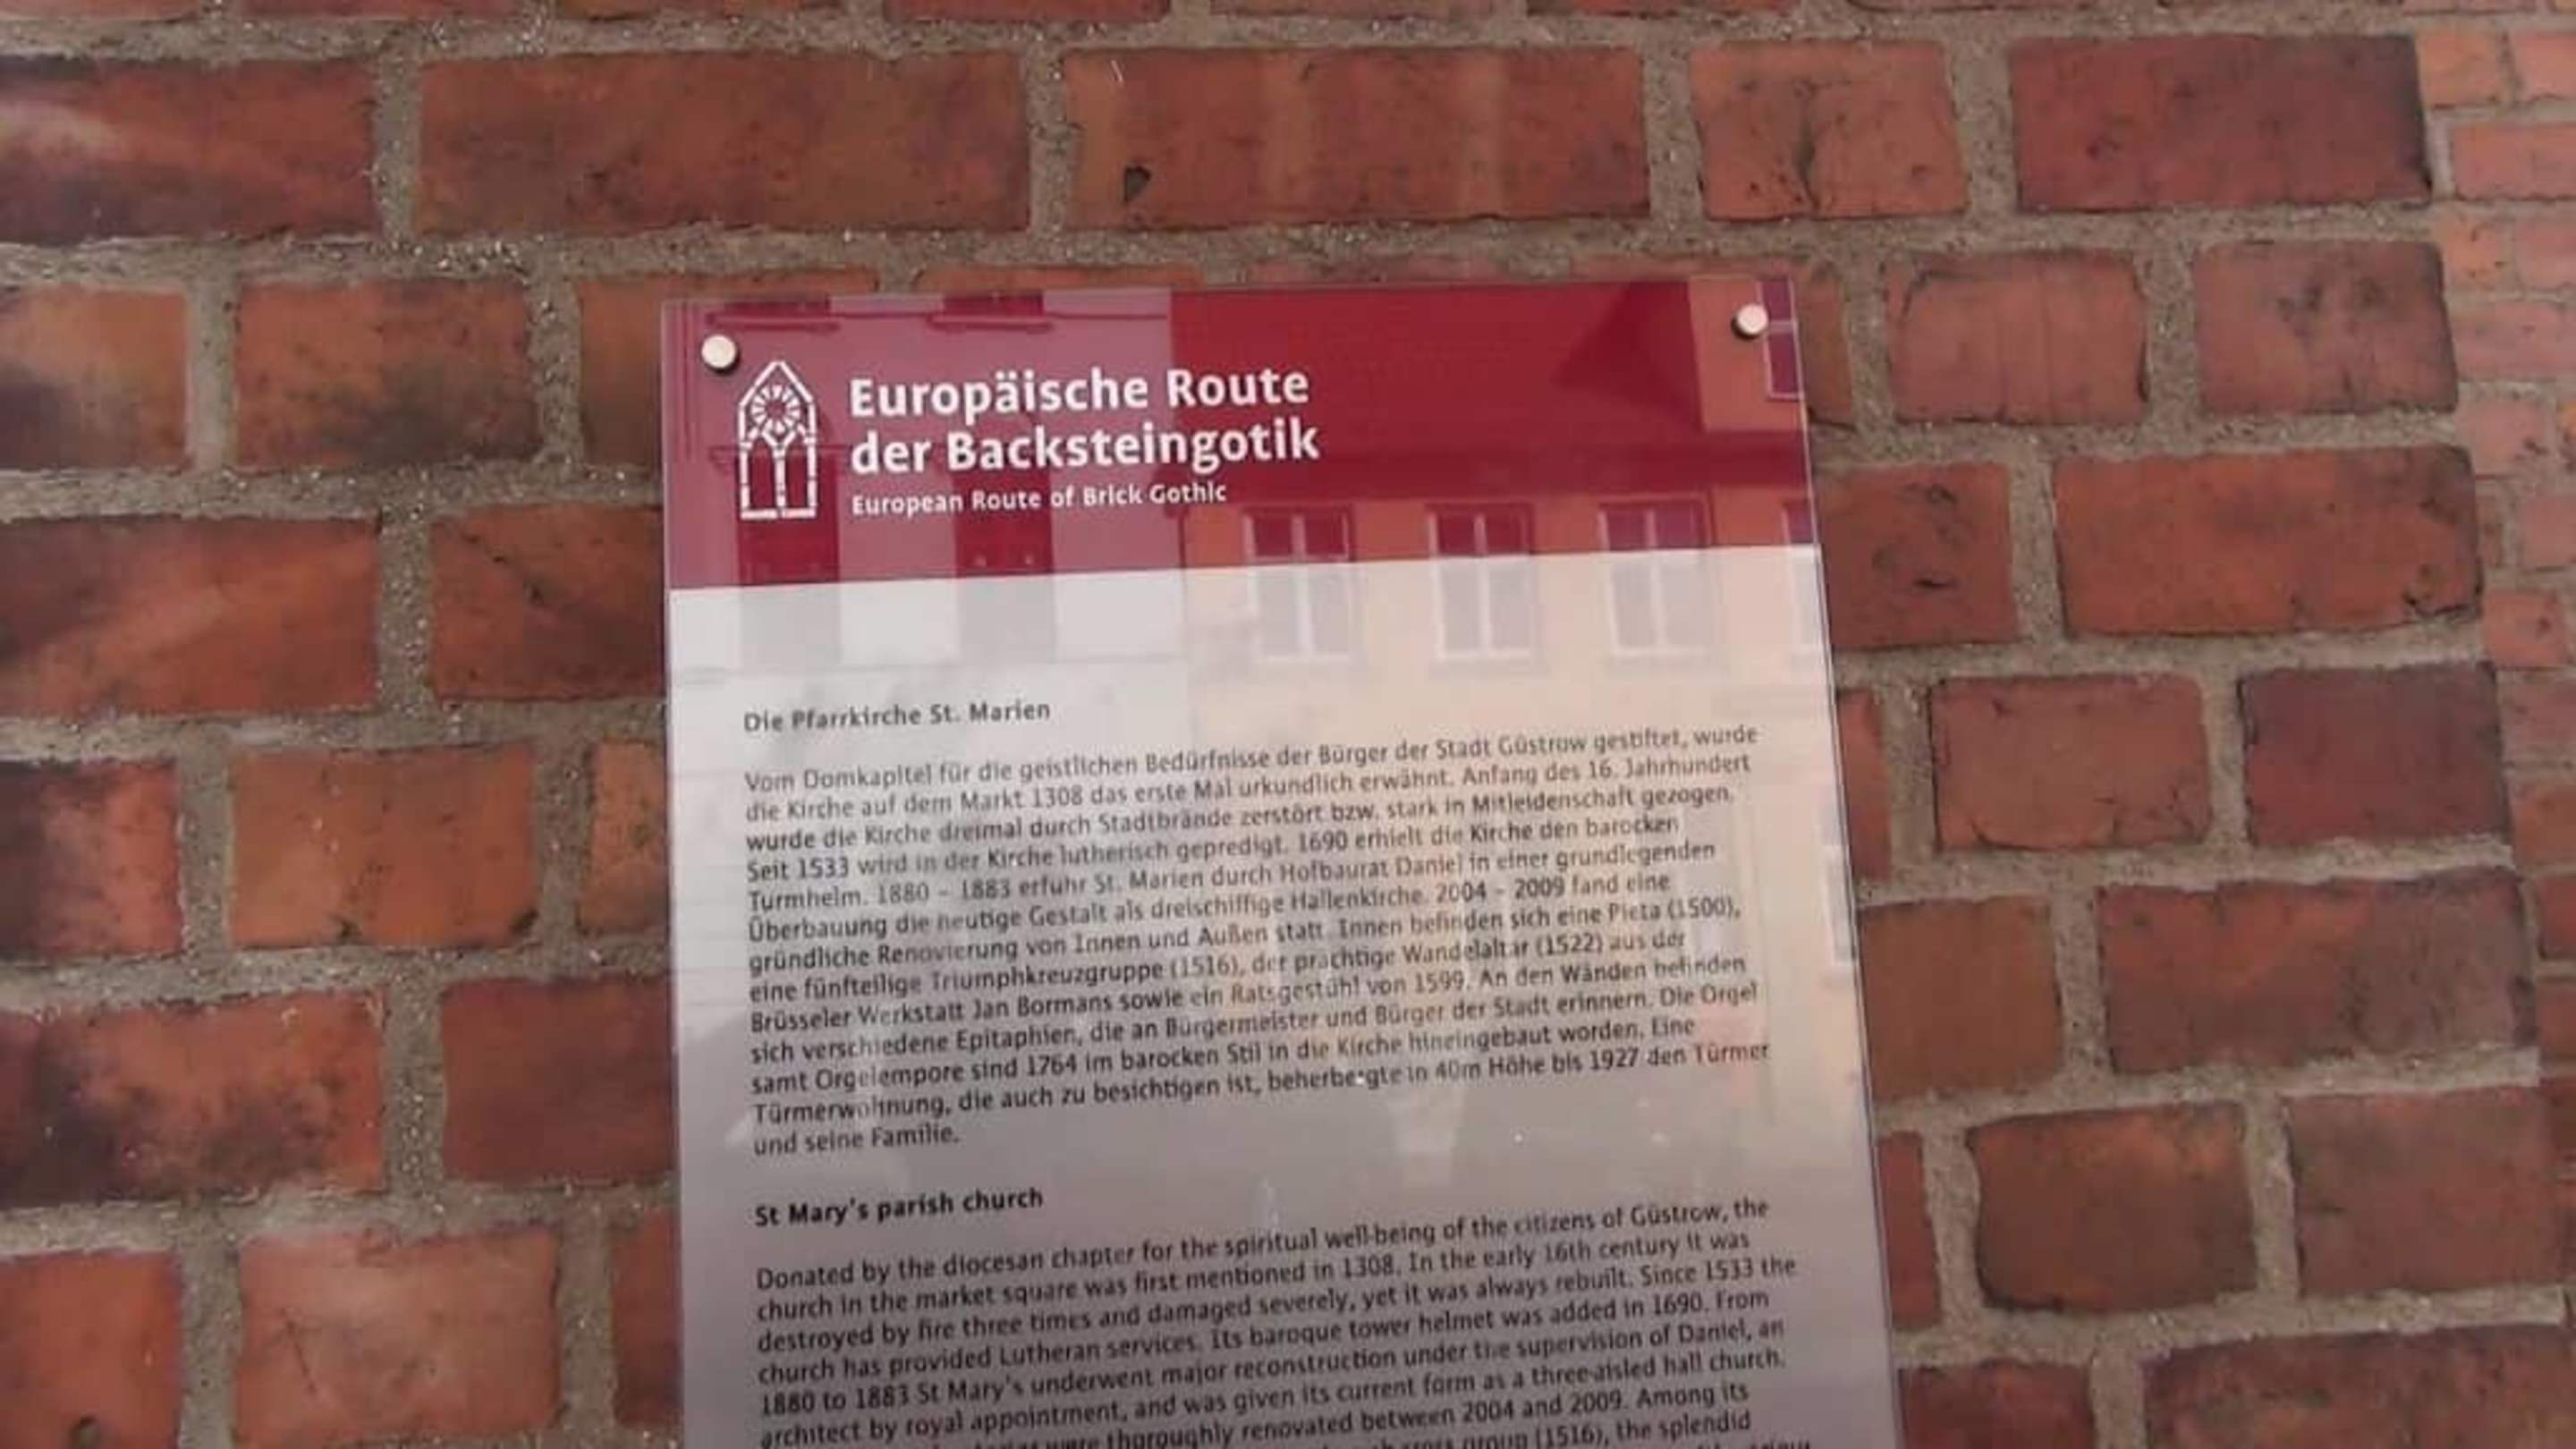 Europäische Route
der Backsteingotik
European Route of Brick Gothic
Die Pfarrkirche St. Marien
Vom Domkapitel für die geistlichen Bedürfnisse der Bürger der Stadt Güstrow gestiftet, wurde
die Kirche auf dem Markt 1308 das erste Mal urkundlich erwähnt. Anfang des 16. Jahrhundert
wurde die Kirche dreimal durch Stadtbrände zerstört bzw. stark in Mitleidenschaft gezogen.
Seit 1533 wird in der Kirche lutherisch gepredigt. 1690 erhielt die Kirche den barocken
Turmhelm. 1880 – 1883 erfuhr St. Marien durch Hofbaurat Daniel in einer grundlegenden
Überbauung die heutige Gestalt als dreischiffige Hallenkirche. 2004 – 2009 fand eine
gründliche Renovierung von Innen und Außen statt. Innen befinden sich eine Pieta (1500),
eine fünfteilige Triumphkreuzgruppe (1516), der prächtige Wandelaltar (1522) aus der
Brüsseler Werkstatt Jan Bormans sowie ein Ratsgestühl von 1599. An den Wänden befinden
sich verschiedene Epitaphien, die an Bürgermeister und Bürger der Stadt erinnern. Die Orgel
samt Orgelempore sind 1764 im barocken Stil in die Kirche hineingebaut worden. Eine
Türmerwohnung, die auch zu besichtigen ist, beherbergte in 40m Höhe bis 1927 den Türmer
und seine Familie.
St Mary's parish church
Donated by the diocesan chapter for the spiritual well-being of the citizens of Güstrow, the
church in the market square was first mentioned in 1308. In the early 16th century it was
destroyed by fire three times and damaged severely, yet it was always rebuilt. Since 1533 the
church has provided Lutheran services. Its baroque tower helmet was added in 1690. From
1880 to 1883 St Mary's underwent major reconstruction under the supervision of Daniel, an
architect by royal appointment, and was given its current form as a three-aisled hall church.
were thoroughly renovated between 2004 and 2009. Among its
cross group (1516), the splendid